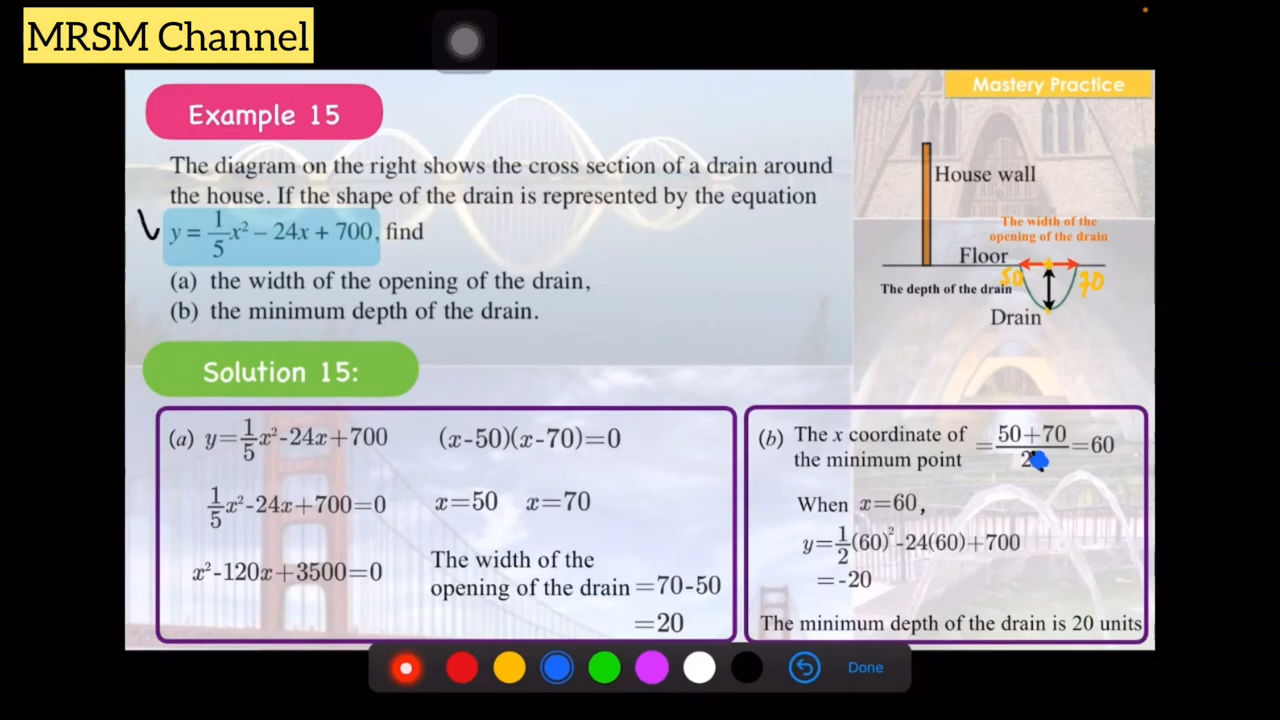 MRSM Channel
Mastery Practice
Example 15
The diagram on the right shows the cross section of a drain around
the house. If the shape of the drain is represented by the equation
y = 1/5 x² – 24x + 700, find
(a) the width of the opening of the drain,
(b) the minimum depth of the drain.
House wall
The width of the
opening of the drain
Floor
50
70
The depth of the drain
Drain
Solution 15:
(a) y=1/5 x²-24x+700
1/5 x²-24x+700=0
x²-120x+3500=0
(x-50)(x-70)=0
x=50 x=70
The width of the
opening of the drain =70-50
=20
(b) The x coordinate of
the minimum point = (50+70)/2 =60
When x=60,
y=1/2(60)²-24(60)+700
=-20
The minimum depth of the drain is 20 units
Done